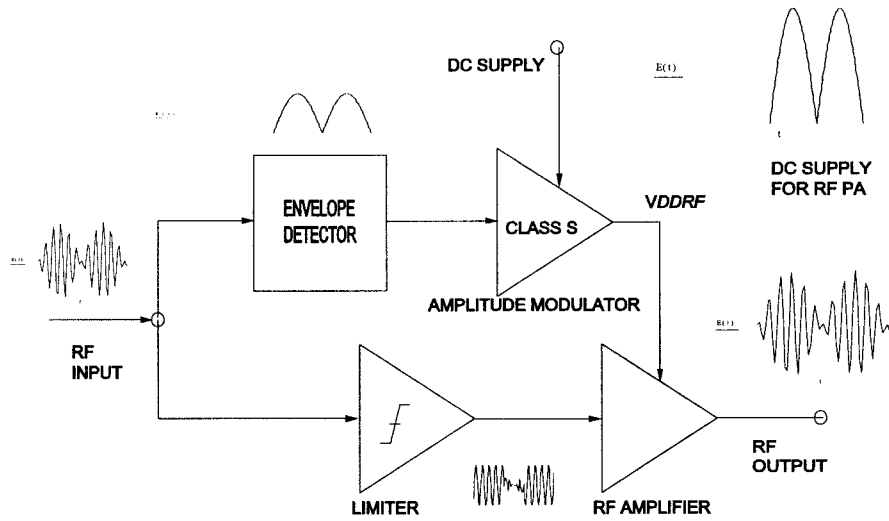 DC SUPPLY
E(t)
DC SUPPLY
FOR RF PA
t
ENVELOPE
DETECTOR
CLASS S
VDDRF
AMPLITUDE MODULATOR
E(t)
RF
INPUT
LIMITER
RF AMPLIFIER
RF
OUTPUT